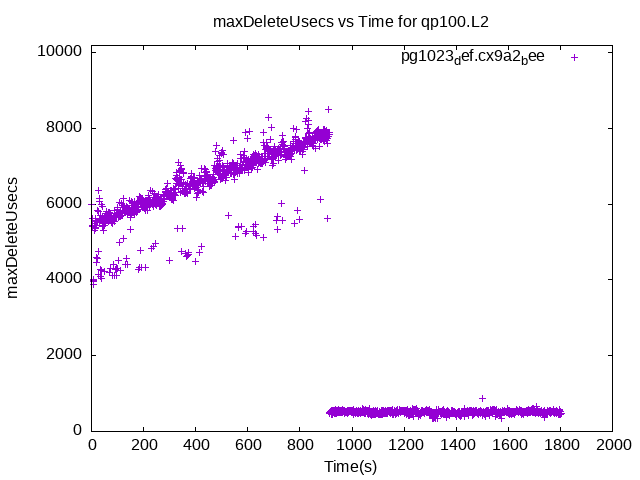 maxDeleteUsecs vs Time for qp100.L2
pg1023def.cx9a2bee
10000
8000
6000
4000
2000
0
maxDeleteUsecs
0 200 400 600 800 1000 1200 1400 1600 1800 2000
Time(s)